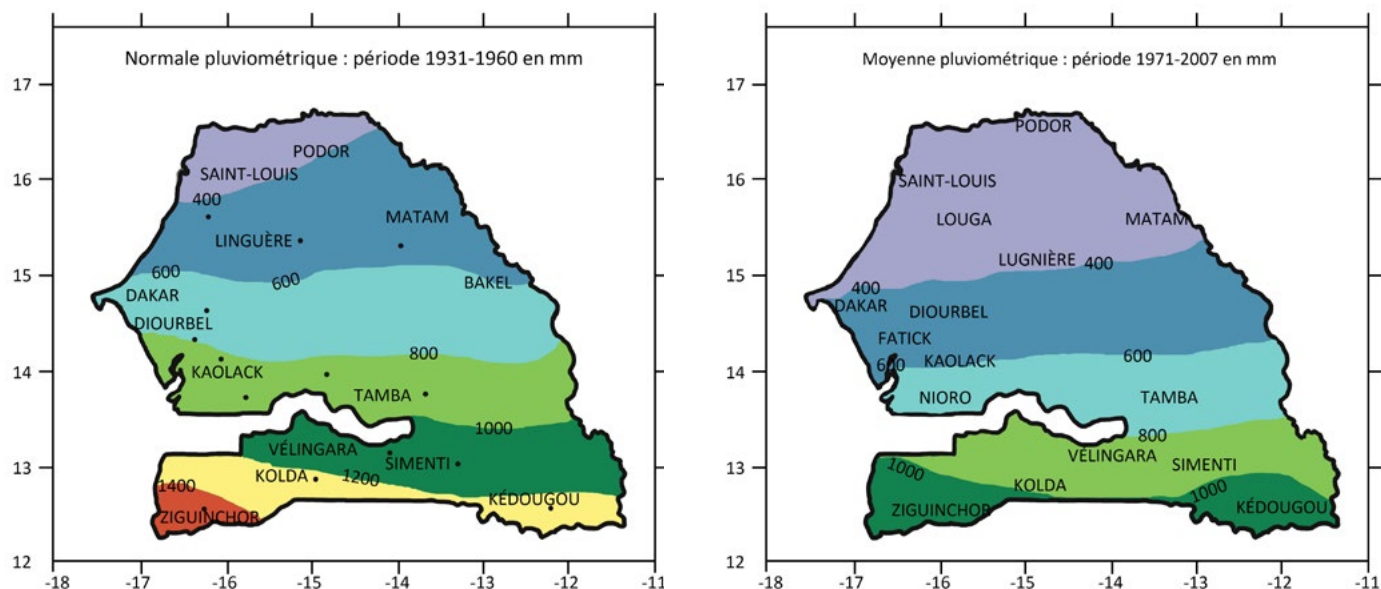 Normale pluviométrique : période 1931-1960 en mm
17
16
15
14
13
12
-18
-17
-16
-15
-14
-13
-12
-11
PODOR
SAINT-LOUIS
400
MATAM
LINGUÈRE
600
600
BAKEL
DAKAR
DIOURBEL
800
KAOLACK
TAMBA
1000
VÉLINGARA
SIMENTI
KOLDA
1200
1400
KÉDOUGOU
ZIGUINCHOR
Moyenne pluviométrique : période 1971-2007 en mm
17
16
15
14
13
12
-18
-17
-16
-15
-14
-13
-12
-11
PODOR
SAINT-LOUIS
LOUGA
MATAM
LUGNIÈRE
400
400
DAKAR
DIOURBEL
FATICK
600
KAOLACK
600
NIORO
TAMBA
800
VÉLINGARA
1000
SIMENTI
KOLDA
1000
ZIGUINCHOR
KÉDOUGOU